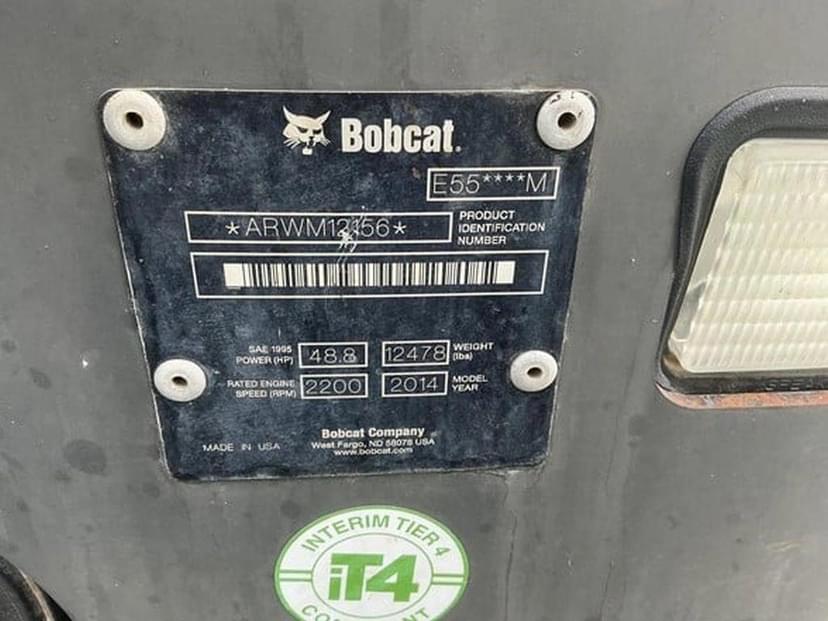 Bobcat.
E55****M
*ARWM12156*
PRODUCT
IDENTIFICATION
NUMBER
SAE 1995
POWER (HP)
48.8
12478
WEIGHT
(lbs)
RATED ENGINE
SPEED (RPM)
2200
2014
MODEL
YEAR
Bobcat Company
West Fargo, ND 58078 USA
www.bobcat.com
MADE IN USA
INTERIM TIER 4
iT4